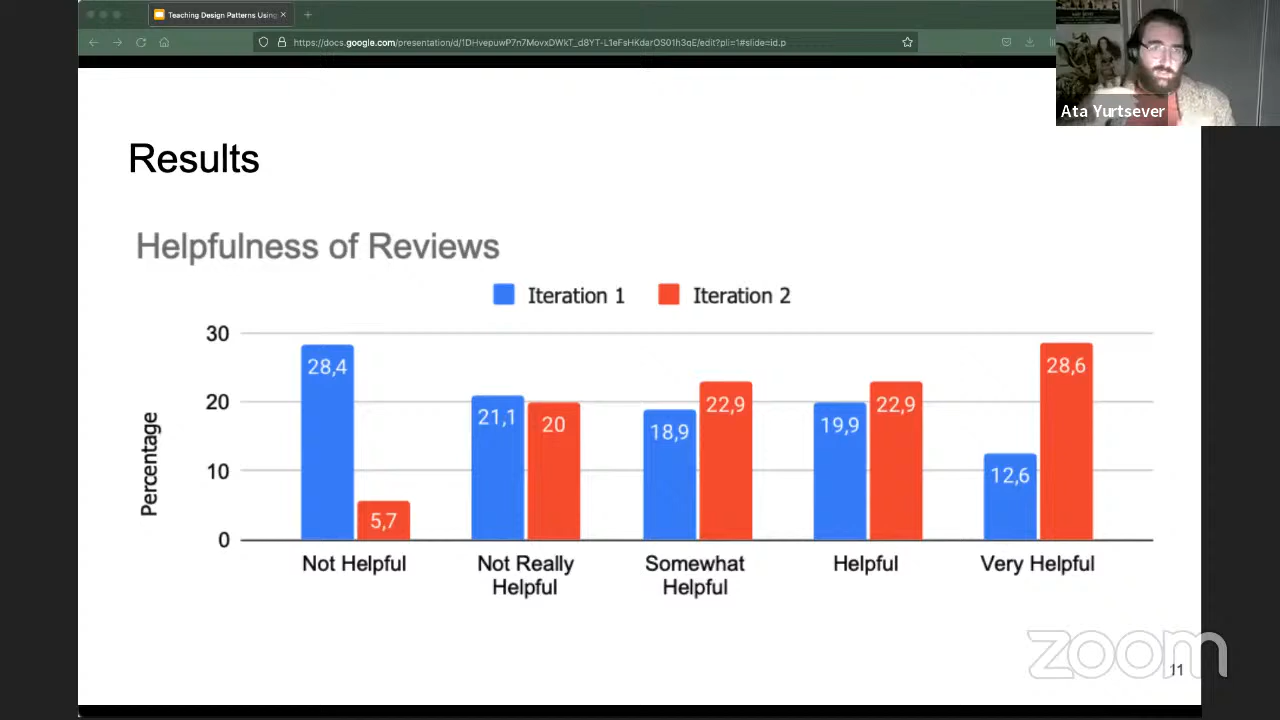 Teaching Design Patterns Using
https://docs.google.com/presentation/d/1DHvepuwP7n7MovxDWkT_d8YT-L1eFsHKdarOS01h3qE/edit?pli=1#slide=id.p
Ata Yurtsever
Results
Helpfulness of Reviews
Iteration 1
Iteration 2
Percentage
30
20
10
0
28,4
5,7
21,1
20
18,9
22,9
19,9
22,9
12,6
28,6
Not Helpful
Not Really
Helpful
Somewhat
Helpful
Helpful
Very Helpful
zoom
11